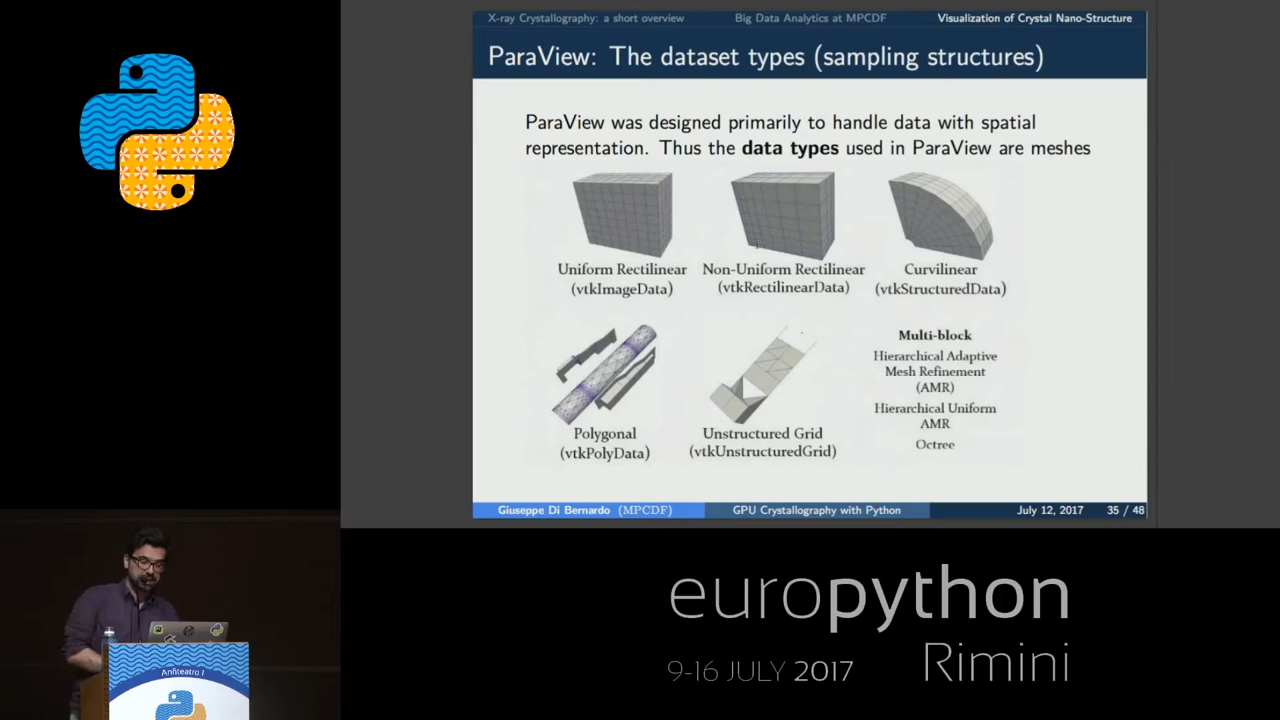 X-ray Crystallography: a short overview
Big Data Analytics at MPCDF
Visualization of Crystal Nano-Structure
ParaView: The dataset types (sampling structures)
ParaView was designed primarily to handle data with spatial
representation. Thus the data types used in ParaView are meshes
Uniform Rectilinear
(vtkImageData)
Non-Uniform Rectilinear
(vtkRectilinearData)
Curvilinear
(vtkStructuredData)
Polygonal
(vtkPolyData)
Unstructured Grid
(vtkUnstructuredGrid)
Multi-block
Hierarchical Adaptive
Mesh Refinement
(AMR)
Hierarchical Uniform
AMR
Octree
Giuseppe Di Bernardo (MPCDF)
GPU Crystallography with Python
July 12, 2017
35 / 48
Anfiteatro 1
europython
9-16 JULY 2017
Rimini